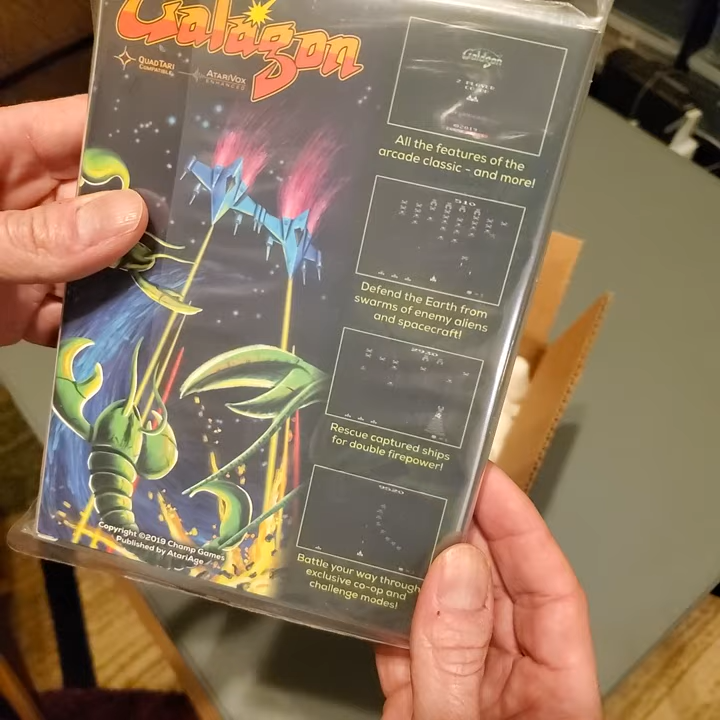 Galagon
QUADTARI
COMPATIBLE
ATARIVOX
ENHANCED
All the features of the
arcade classic - and more!
510
Defend the Earth from
swarms of enemy aliens
and spacecraft!
Rescue captured ships
for double firepower!
9520
Battle your way through
exclusive co-op and
challenge modes!
Copyright ©2019 Champ Games
Published by AtariAge